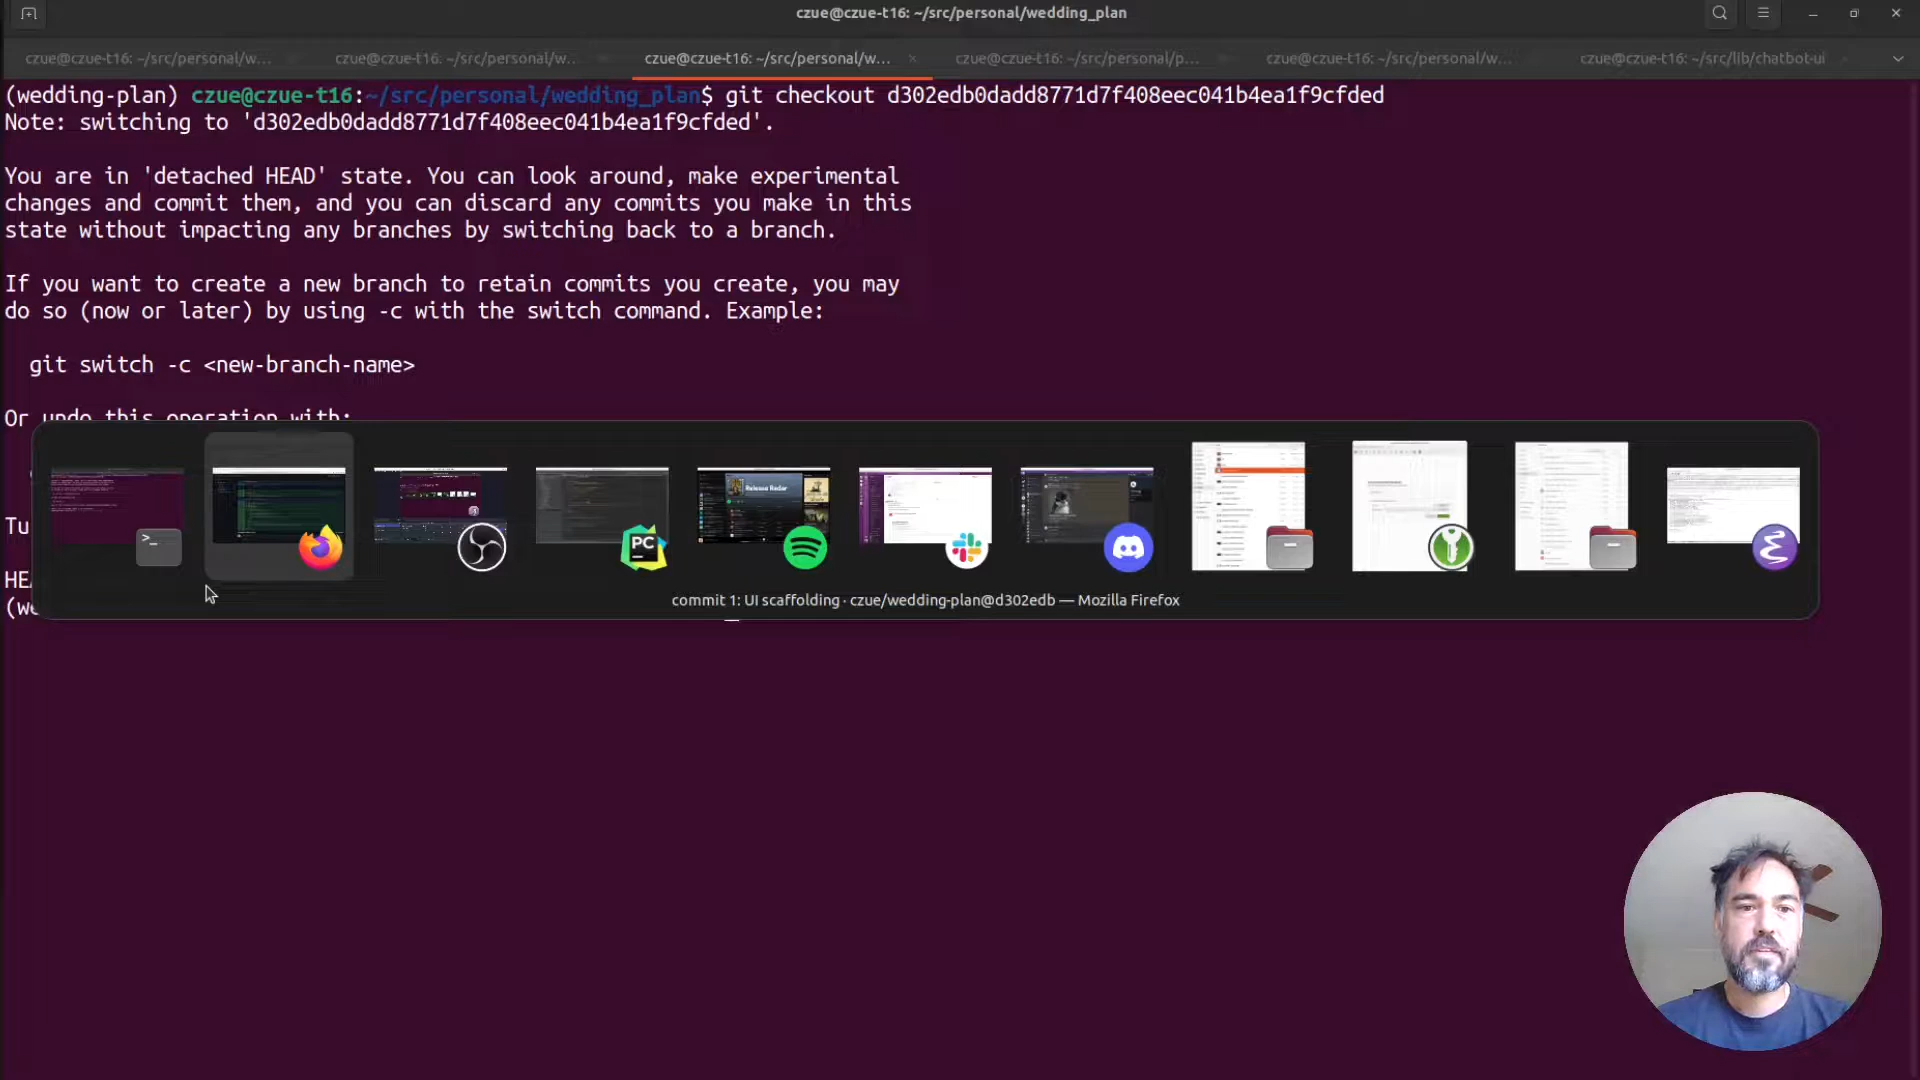 czue@czue-t16: ~/src/personal/wedding_plan
czue@czue-t16: ~/src/personal/w...
czue@czue-t16: ~/src/personal/w...
czue@czue-t16: ~/src/personal/w...
czue@czue-t16: ~/src/personal/p...
czue@czue-t16: ~/src/personal/w...
czue@czue-t16: ~/src/lib/chatbot-ui
(wedding-plan) czue@czue-t16:~/src/personal/wedding_plan$ git checkout d302edb0dadd8771d7f408eec041b4ea1f9cfded
Note: switching to 'd302edb0dadd8771d7f408eec041b4ea1f9cfded'.
You are in 'detached HEAD' state. You can look around, make experimental
changes and commit them, and you can discard any commits you make in this
state without impacting any branches by switching back to a branch.
If you want to create a new branch to retain commits you create, you may
do so (now or later) by using -c with the switch command. Example:
git switch -c <new-branch-name>
Or undo this operation with:
Release Radar
>_
PC
Tu
HEA
(we
commit 1: UI scaffolding · czue/wedding-plan@d302edb — Mozilla Firefox